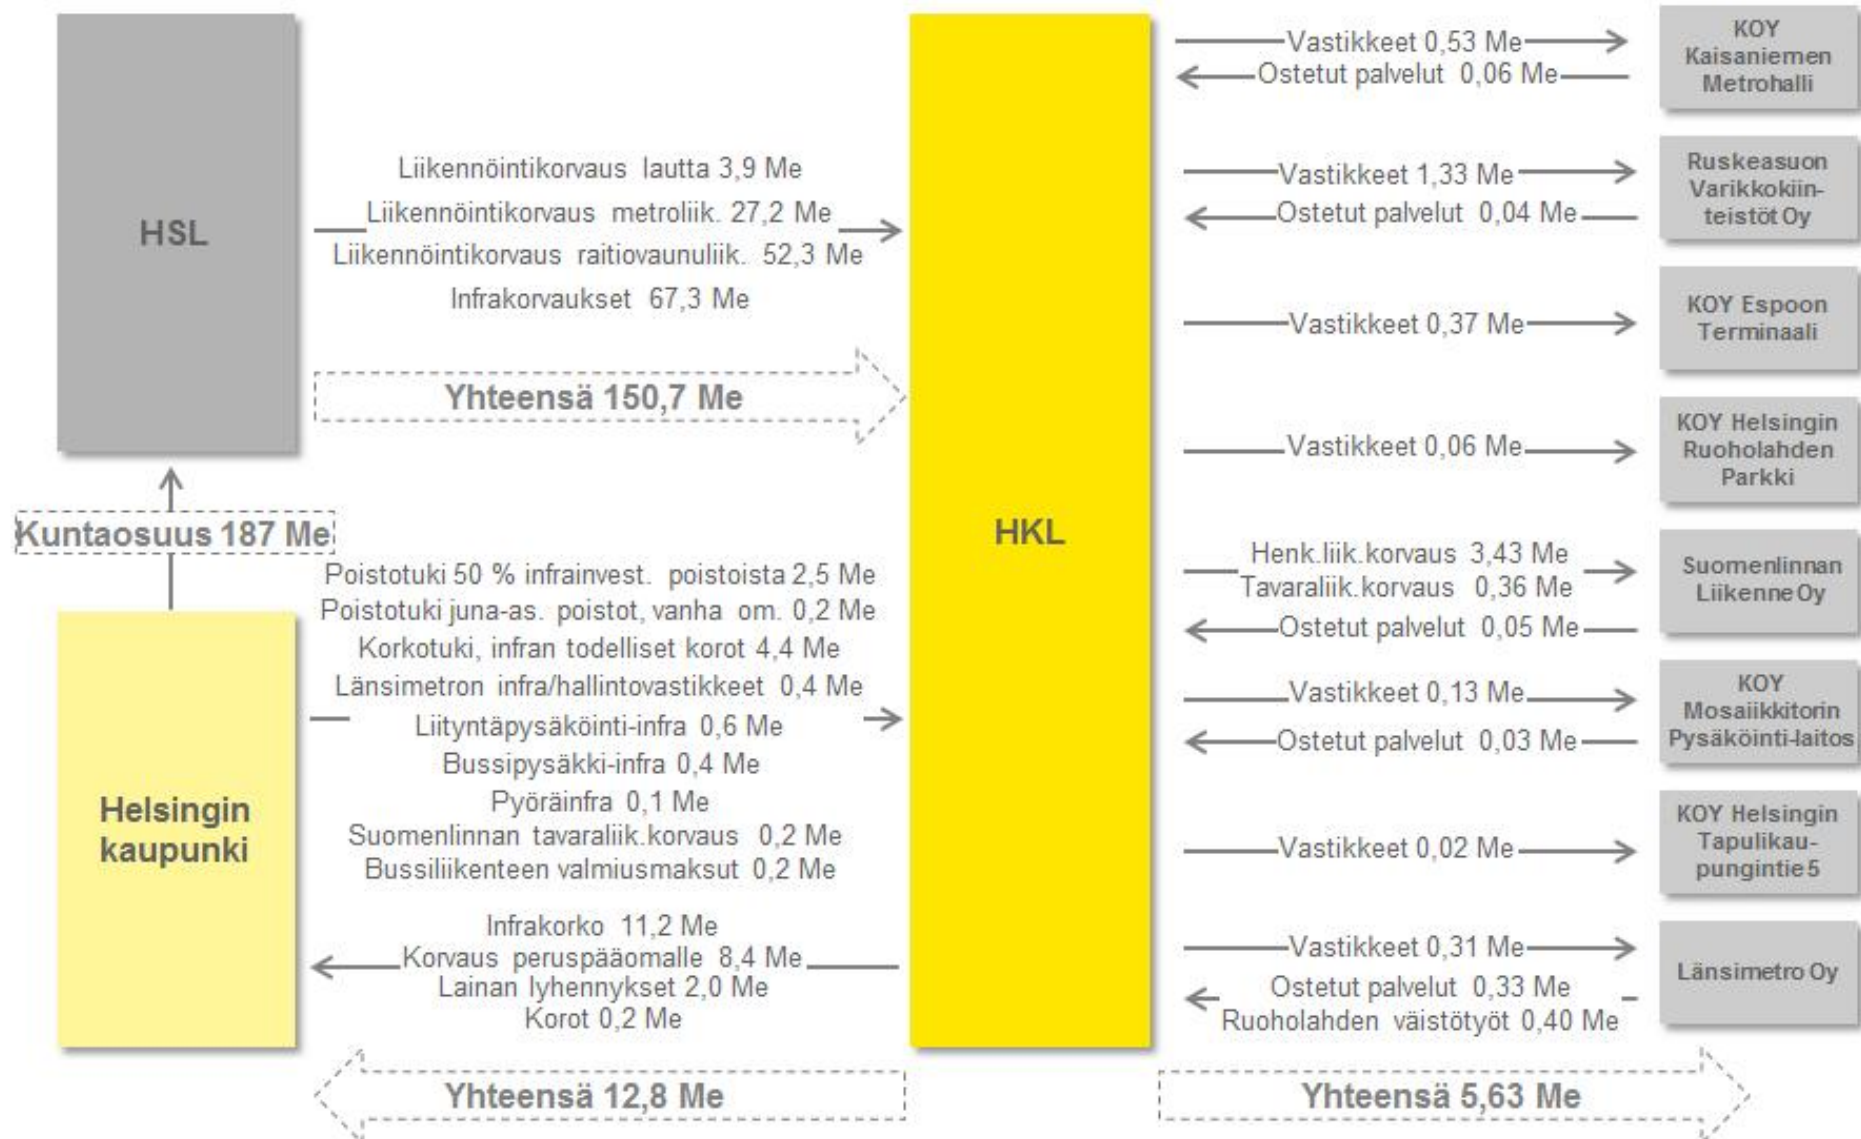 HSL
Liikennöintikorvaus lautta 3,9 Me
Liikennöintikorvaus metroliik. 27,2 Me
Liikennöintikorvaus raitiovaunuliik. 52,3 Me
Infrakorvaukset 67,3 Me
Yhteensä 150,7 Me
Kuntaosuus 187 Me
Helsingin
kaupunki
Poistotuki 50 % infrainvest. poistoista 2,5 Me
Poistotuki juna-as. poistot, vanha om. 0,2 Me
Korkotuki, infran todelliset korot 4,4 Me
Länsimetron infra/hallintovastikkeet 0,4 Me
Liityntäpysäköinti-infra 0,6 Me
Bussipysäkki-infra 0,4 Me
Pyöräinfra 0,1 Me
Suomenlinnan tavaraliik.korvaus 0,2 Me
Bussiliikenteen valmiusmaksut 0,2 Me
Infrakorko 11,2 Me
Korvaus peruspääomalle 8,4 Me
Lainan lyhennykset 2,0 Me
Korot 0,2 Me
Yhteensä 12,8 Me
HKL
Vastikkeet 0,53 Me
Ostetut palvelut 0,06 Me
KOY
Kaisaniemen
Metrohalli
Vastikkeet 1,33 Me
Ostetut palvelut 0,04 Me
Ruskeasuon
Varikkokiin-
teistöt Oy
Vastikkeet 0,37 Me
KOY Espoon
Terminaali
Vastikkeet 0,06 Me
KOY Helsingin
Ruoholahden
Parkki
Henk.liik.korvaus 3,43 Me
Tavaraliik.korvaus 0,36 Me
Ostetut palvelut 0,05 Me
Suomenlinnan
Liikenne Oy
Vastikkeet 0,13 Me
Ostetut palvelut 0,03 Me
KOY
Mosaiikkitorin
Pysäköinti-laitos
Vastikkeet 0,02 Me
KOY Helsingin
Tapulikau-
pungintie 5
Vastikkeet 0,31 Me
Ostetut palvelut 0,33 Me
Ruoholahden väistötyöt 0,40 Me
Länsimetro Oy
Yhteensä 5,63 Me